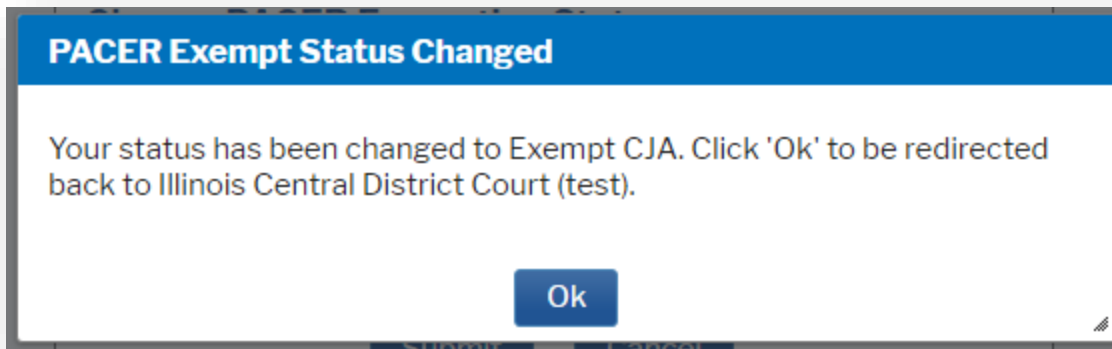 PACER Exempt Status Changed
Your status has been changed to Exempt CJA. Click 'Ok' to be redirected
back to Illinois Central District Court (test).
Ok